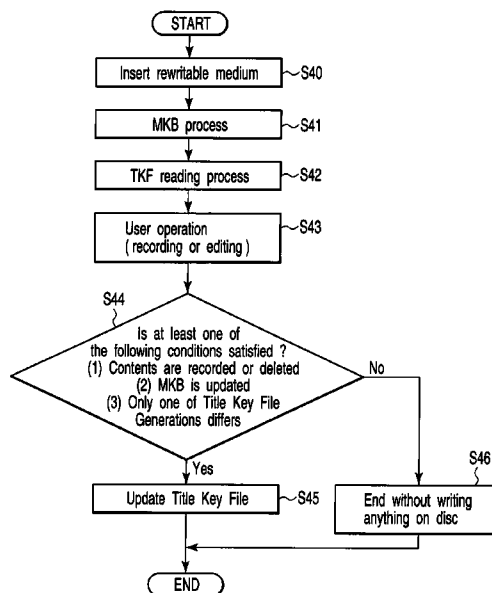 START
Insert rewritable medium
S40
MKB process
S41
TKF reading process
S42
User operation
( recording or editing )
S43
S44
Is at least one of
the following conditions satisfied ?
(1) Contents are recorded or deleted
(2) MKB is updated
(3) Only one of Title Key File
Generations differs
No
Yes
Update Title Key File
S45
S46
End without writing
anything on disc
END